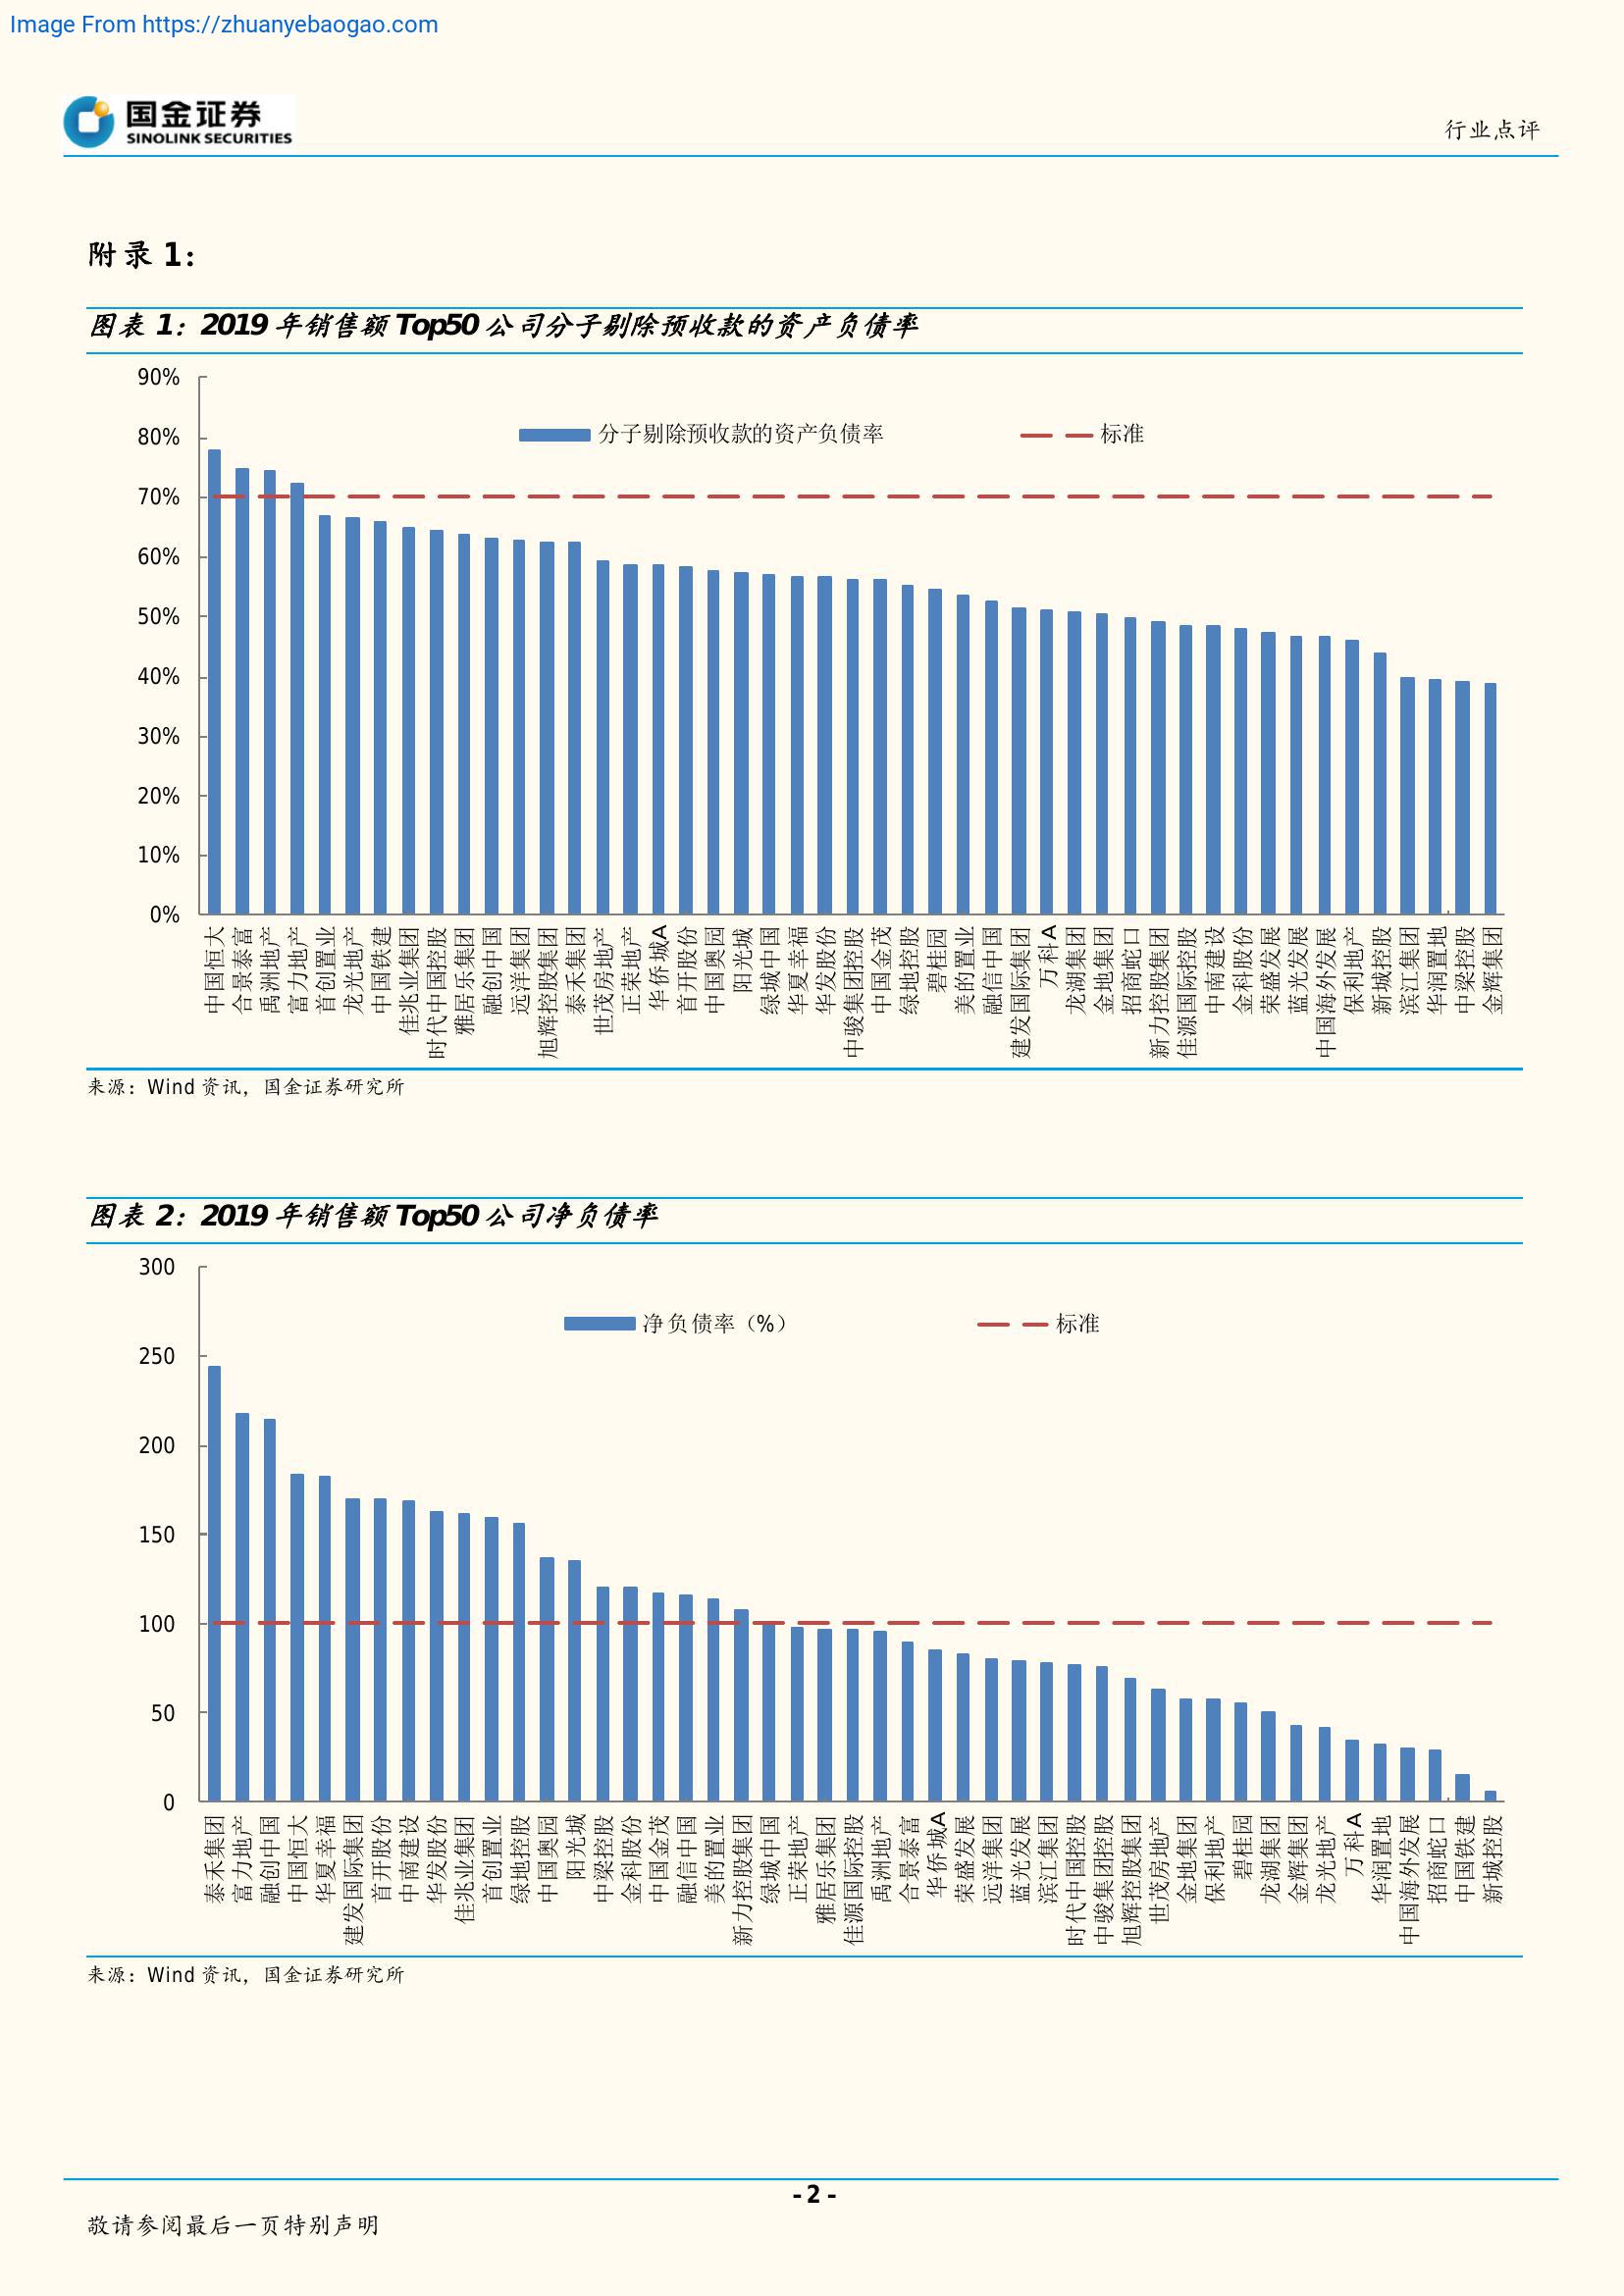 Image From https://zhuanyebaogao.com
国金证券
SINOLINK SECURITIES
行业点评
附录 1：
图表 1：2019 年销售额 Top50 公司分子剔除预收款的资产负债率
90%
80%
70%
60%
50%
40%
30%
20%
10%
0%
分子剔除预收款的资产负债率
标准
中国恒大
合景泰富
禹洲地产
富力地产
首创置业
龙光地产
中国铁建
佳兆业集团
时代中国控股
雅居乐集团
融创中国
远洋集团
旭辉控股集团
泰禾集团
世茂房地产
正荣地产
华侨城A
首开股份
中国奥园
阳光城
绿城中国
华夏幸福
华发股份
中骏集团控股
中国金茂
绿地控股
碧桂园
美的置业
融信中国
建发国际集团
万科A
龙湖集团
金地集团
招商蛇口
新力控股集团
佳源国际控股
中南建设
金科股份
荣盛发展
蓝光发展
中国海外发展
保利地产
新城控股
滨江集团
华润置地
中梁控股
金辉集团
来源：Wind 资讯，国金证券研究所
图表 2：2019 年销售额 Top50 公司净负债率
300
250
200
150
100
50
0
净负债率（%）
标准
泰禾集团
富力地产
融创中国
中国恒大
华夏幸福
建发国际集团
首开股份
中南建设
华发股份
佳兆业集团
首创置业
绿地控股
中国奥园
阳光城
中梁控股
金科股份
中国金茂
融信中国
美的置业
新力控股集团
绿城中国
正荣地产
雅居乐集团
佳源国际控股
禹洲地产
合景泰富
华侨城A
荣盛发展
远洋集团
蓝光发展
滨江集团
时代中国控股
中骏集团控股
旭辉控股集团
世茂房地产
金地集团
保利地产
碧桂园
龙湖集团
金辉集团
龙光地产
万科A
华润置地
中国海外发展
招商蛇口
中国铁建
新城控股
来源：Wind 资讯，国金证券研究所
- 2 -
敬请参阅最后一页特别声明